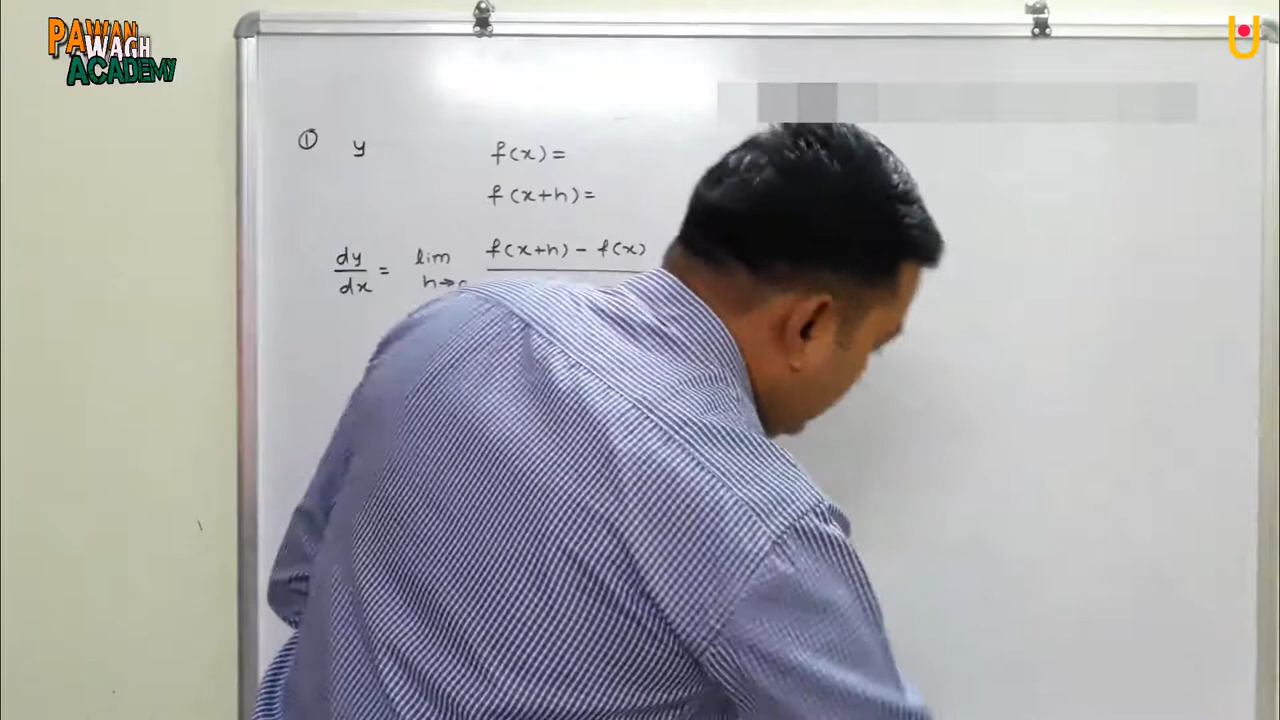 PAWAN
WAGH
ACADEMY
① y f(x) =
f(x+h) =
dy/dx = lim h→ f(x+h) - f(x)